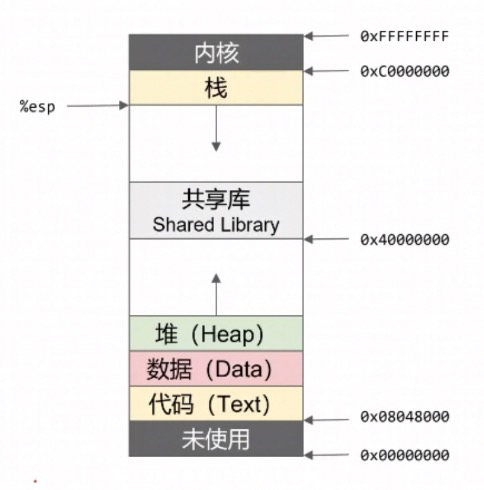 0xFFFFFFFF
内核
0xC0000000
栈
%esp
共享库
Shared Library
0x40000000
堆（Heap）
数据（Data）
代码（Text）
0x08048000
未使用
0x00000000